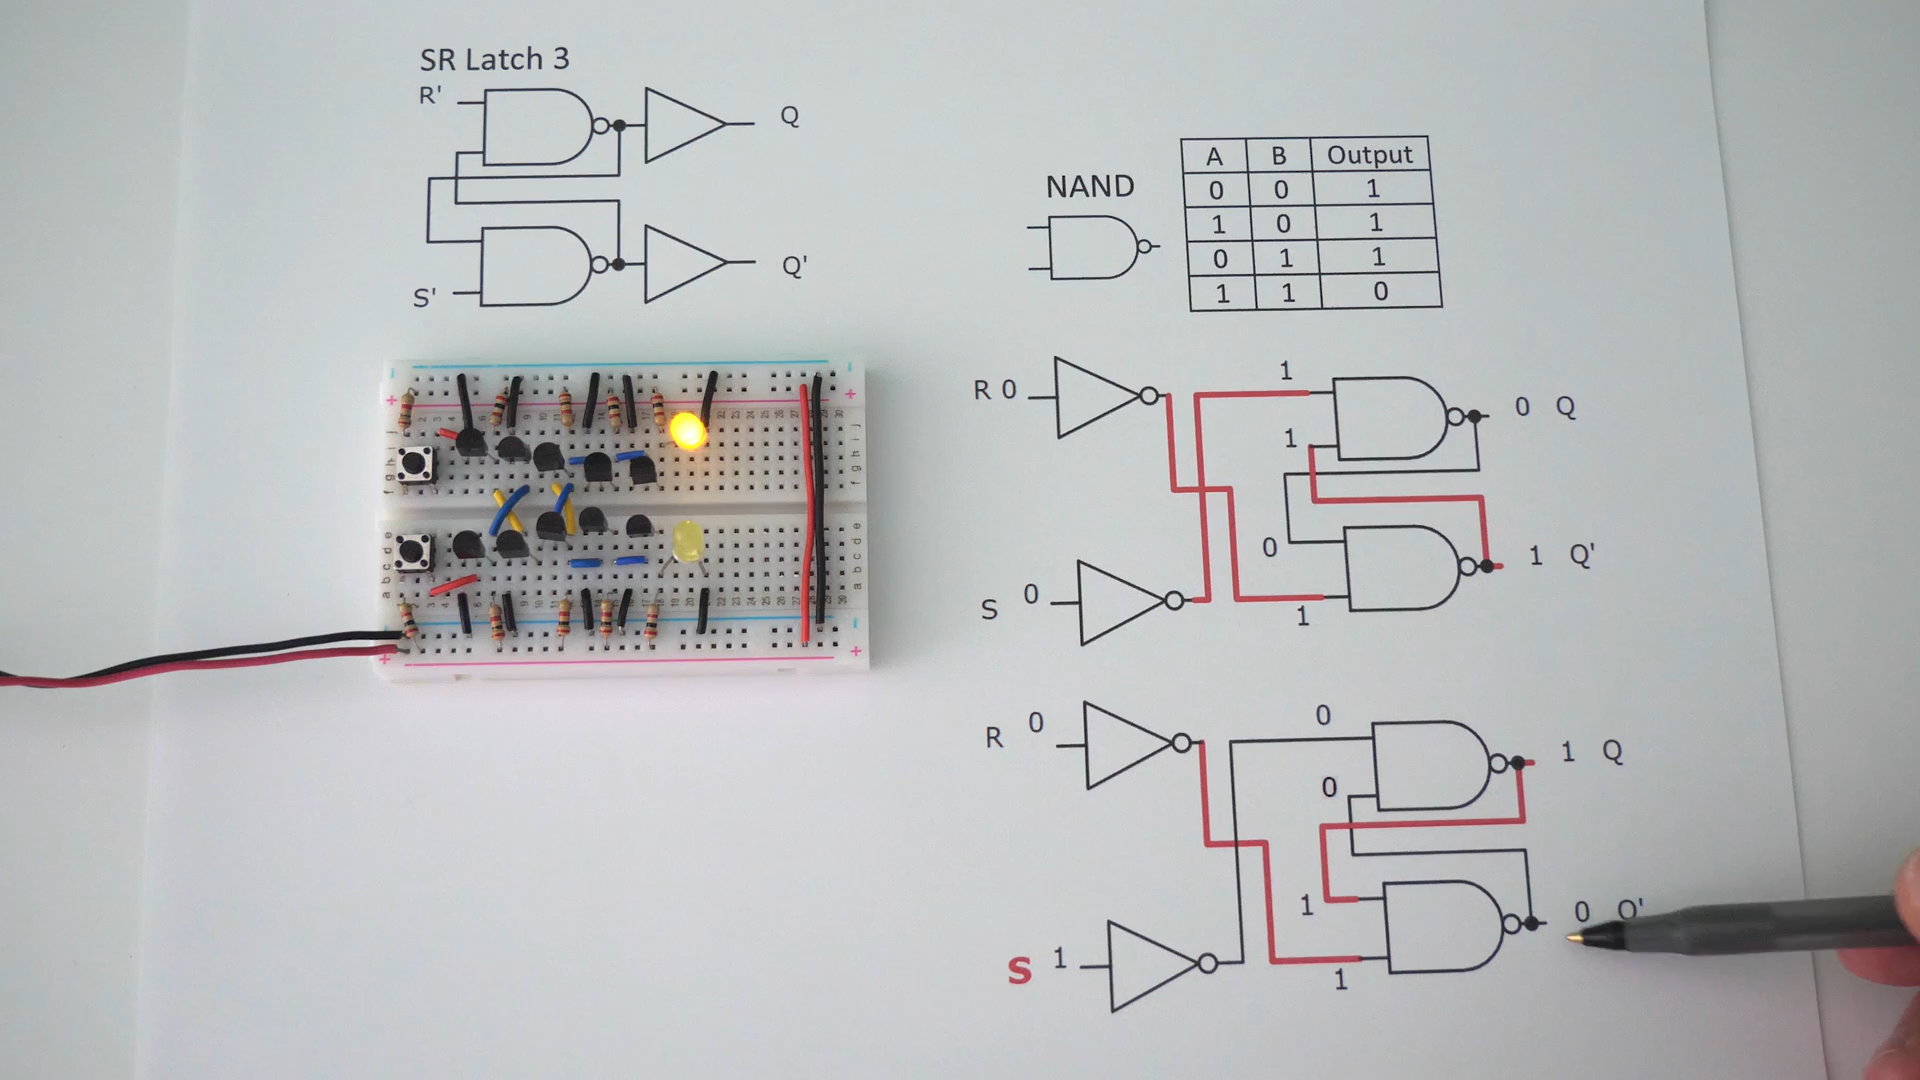 SR Latch 3
R' Q
Q'
S'
NAND
A B Output
0 0 1
1 0 1
0 1 1
1 1 0
1
R 0 0 Q
1
0 1 Q'
S 0 1
0
R 0 1 Q
0
1 0 Q'
S 1 1